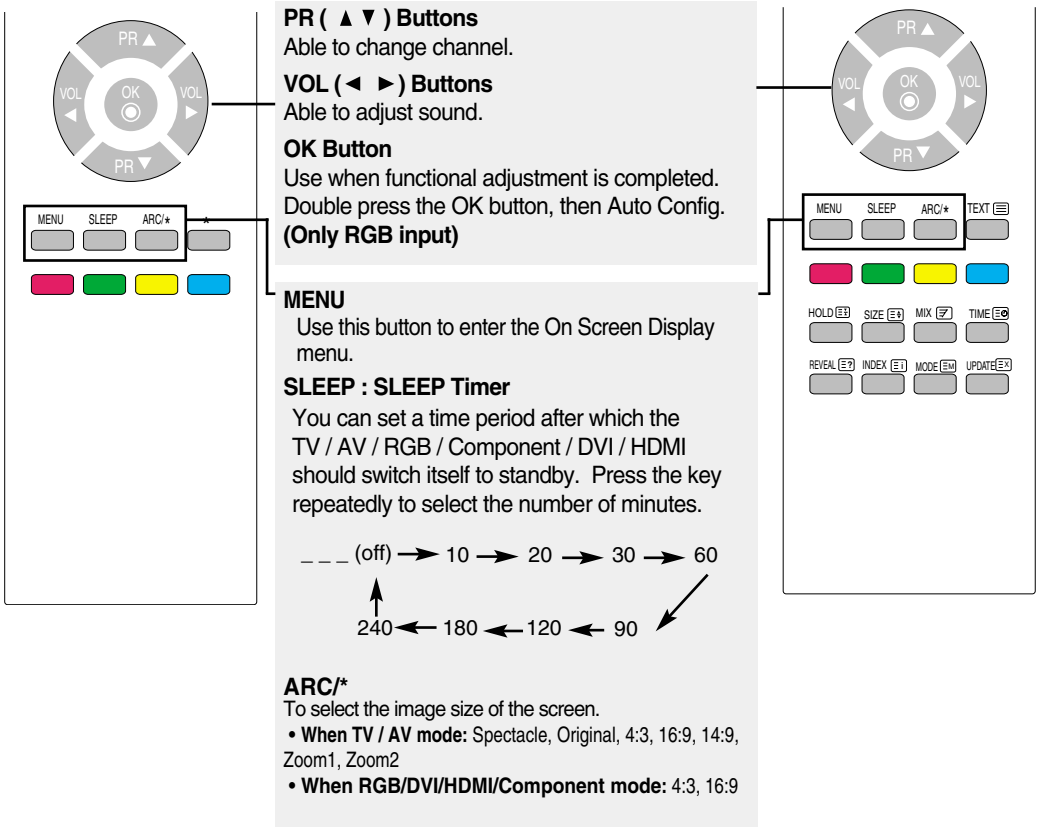 PR ▲
VOL ◄
OK
VOL ►
PR ▼
MENU SLEEP ARC/* *
PR ( ▲ ▼ ) Buttons
Able to change channel.
VOL (◄ ►) Buttons
Able to adjust sound.
OK Button
Use when functional adjustment is completed.
Double press the OK button, then Auto Config.
(Only RGB input)
MENU
Use this button to enter the On Screen Display
menu.
SLEEP : SLEEP Timer
You can set a time period after which the
TV / AV / RGB / Component / DVI / HDMI
should switch itself to standby. Press the key
repeatedly to select the number of minutes.
_ _ _ (off) 10 20 30 60
240 180 120 90
ARC/*
To select the image size of the screen.
• When TV / AV mode: Spectacle, Original, 4:3, 16:9, 14:9,
Zoom1, Zoom2
• When RGB/DVI/HDMI/Component mode: 4:3, 16:9
PR ▲
VOL ◄
OK
VOL ►
PR ▼
MENU SLEEP ARC/* TEXT
HOLD SIZE MIX TIME
REVEAL ? INDEX i MODE M UPDATE X